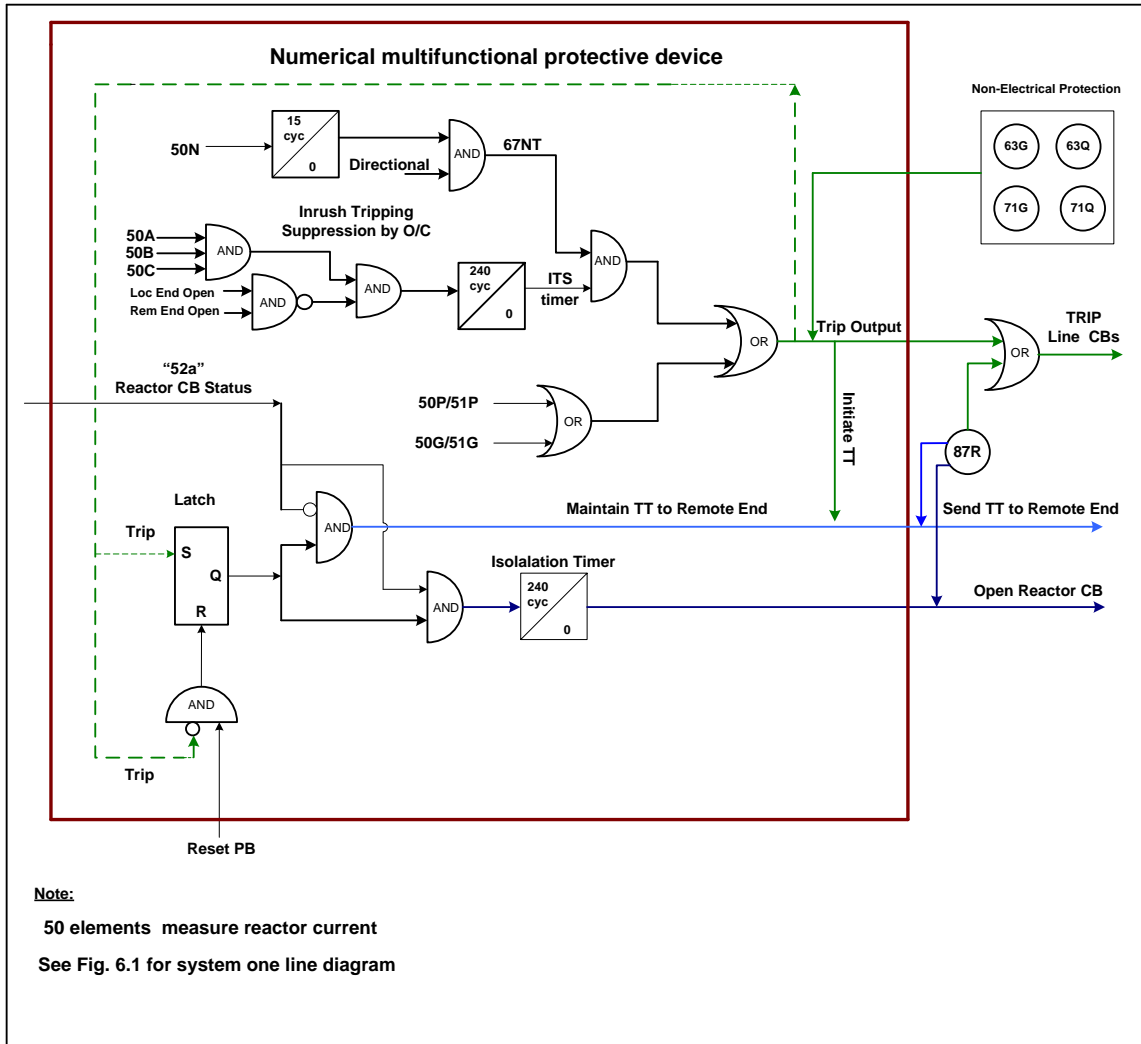 Numerical multifunctional protective device
Non-Electrical Protection
15
cyc
0
50N
AND
67NT
Directional
63G
63Q
71G
71Q
Inrush Tripping
Suppression by O/C
50A
50B
50C
AND
Loc End Open
Rem End Open
AND
AND
240
cyc
0
ITS
timer
AND
OR
Trip Output
OR
TRIP
Line CBs
"52a"
Reactor CB Status
50P/51P
50G/51G
OR
Initiate TT
87R
Latch
Trip
S
Q
R
AND
Maintain TT to Remote End
Send TT to Remote End
Isolalation Timer
AND
240
cyc
0
Open Reactor CB
AND
Trip
Reset PB
Note:
50 elements measure reactor current
See Fig. 6.1 for system one line diagram